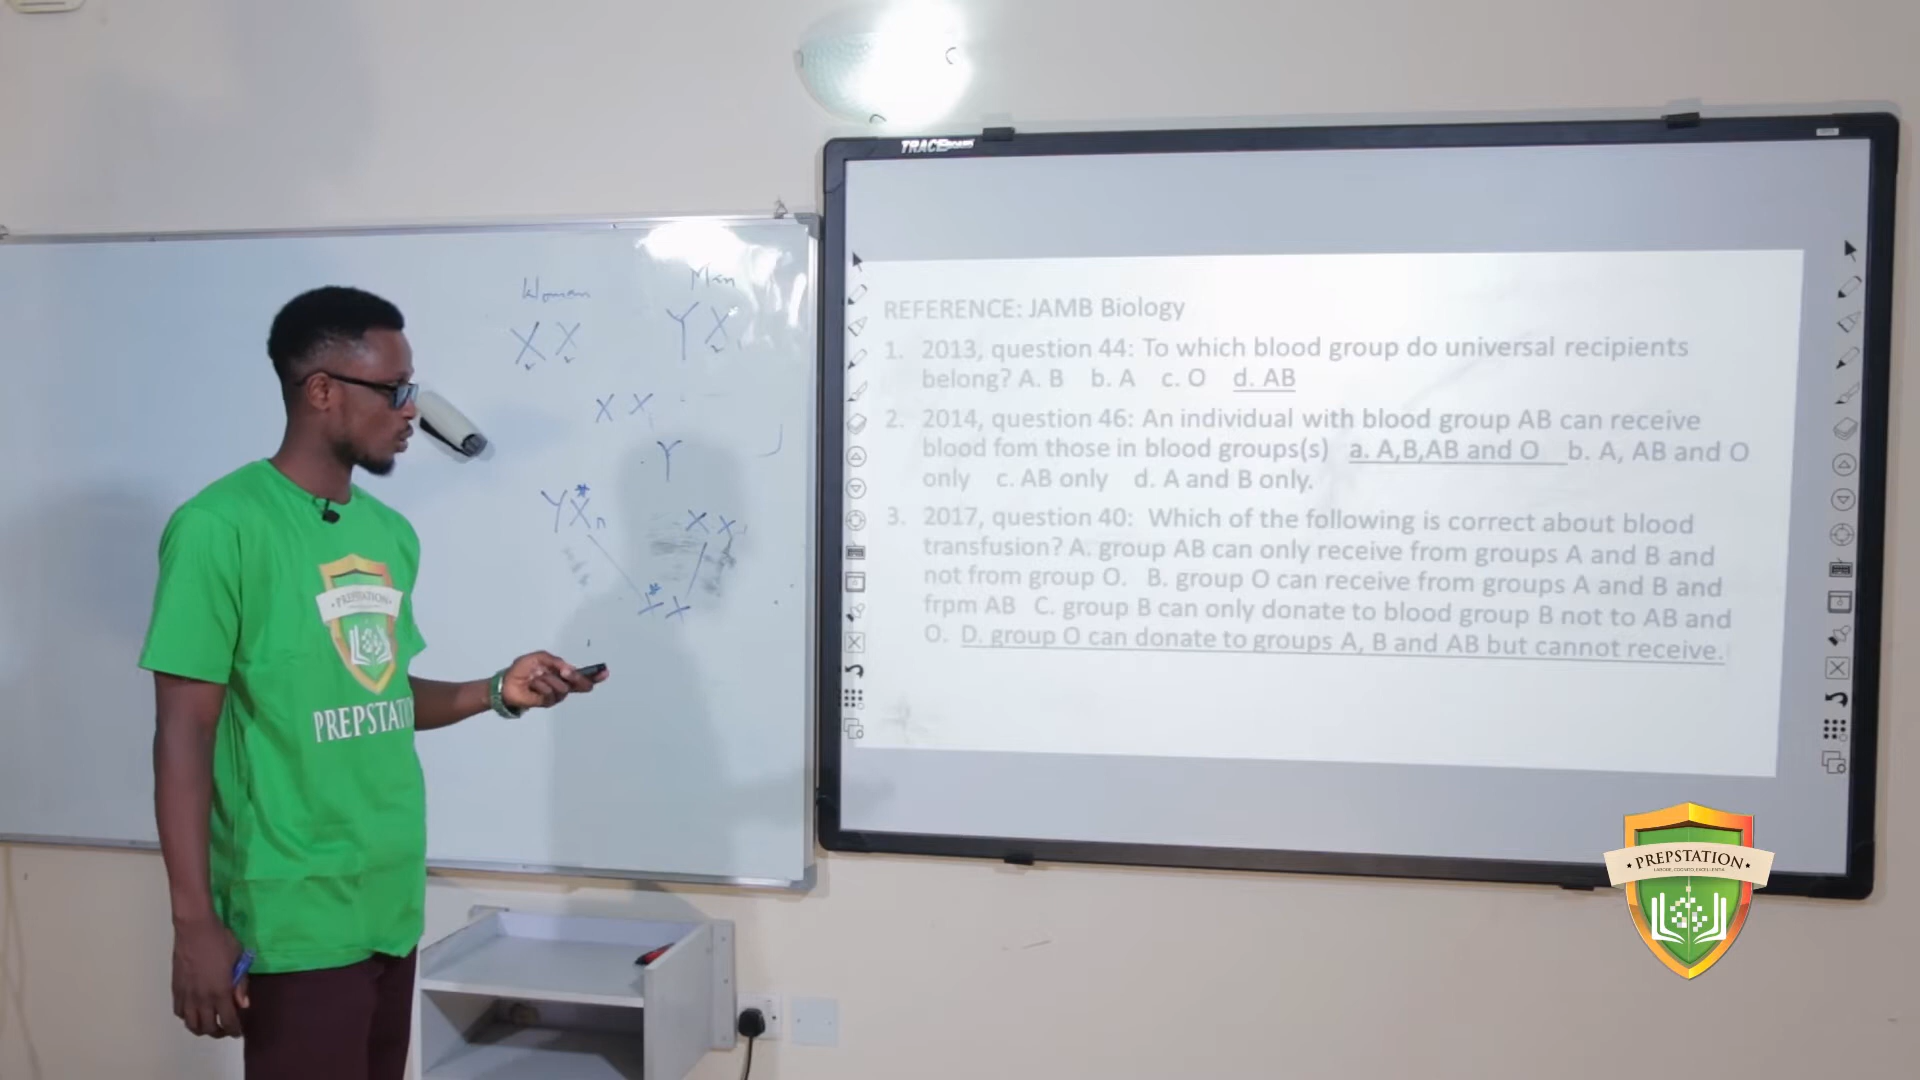 TRACEBOARD
Woman Man
X X Y X
X X
Y
YX* n X X
X* X
REFERENCE: JAMB Biology
1. 2013, question 44: To which blood group do universal recipients
belong? A. B b. A c. O d. AB
2. 2014, question 46: An individual with blood group AB can receive
blood fom those in blood groups(s) a. A,B,AB and O b. A, AB and O
only c. AB only d. A and B only.
3. 2017, question 40: Which of the following is correct about blood
transfusion? A. group AB can only receive from groups A and B and
not from group O. B. group O can receive from groups A and B and
frpm AB C. group B can only donate to blood group B not to AB and
O. D. group O can donate to groups A, B and AB but cannot receive.
PREPSTATION
PREPSTATI
PREPSTATION